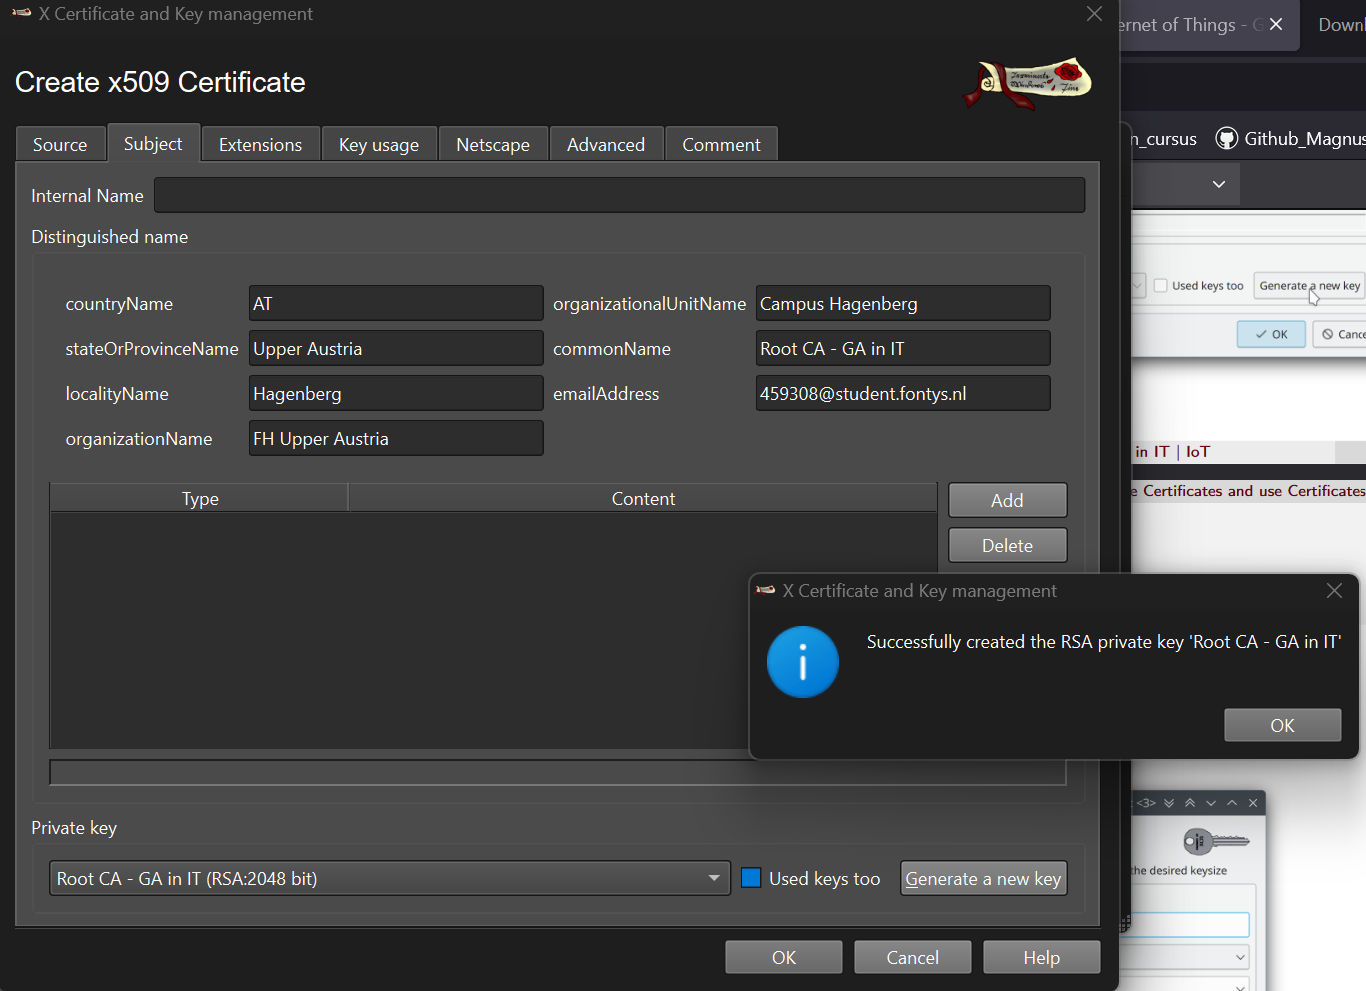 X Certificate and Key management
ernet of Things - G
Downl
Create x509 Certificate
Source
Subject
Extensions
Key usage
Netscape
Advanced
Comment
n_cursus
Github_Magnus
Internal Name
Distinguished name
countryName
AT
organizationalUnitName
Campus Hagenberg
stateOrProvinceName
Upper Austria
commonName
Root CA - GA in IT
localityName
Hagenberg
emailAddress
459308@student.fontys.nl
organizationName
FH Upper Austria
Used keys too
Generate a new key
OK
Cance
in IT | IoT
e Certificates and use Certificates
Type
Content
Add
Delete
X Certificate and Key management
Successfully created the RSA private key 'Root CA - GA in IT'
OK
<3>
the desired keysize
Private key
Root CA - GA in IT (RSA:2048 bit)
Used keys too
Generate a new key
OK
Cancel
Help